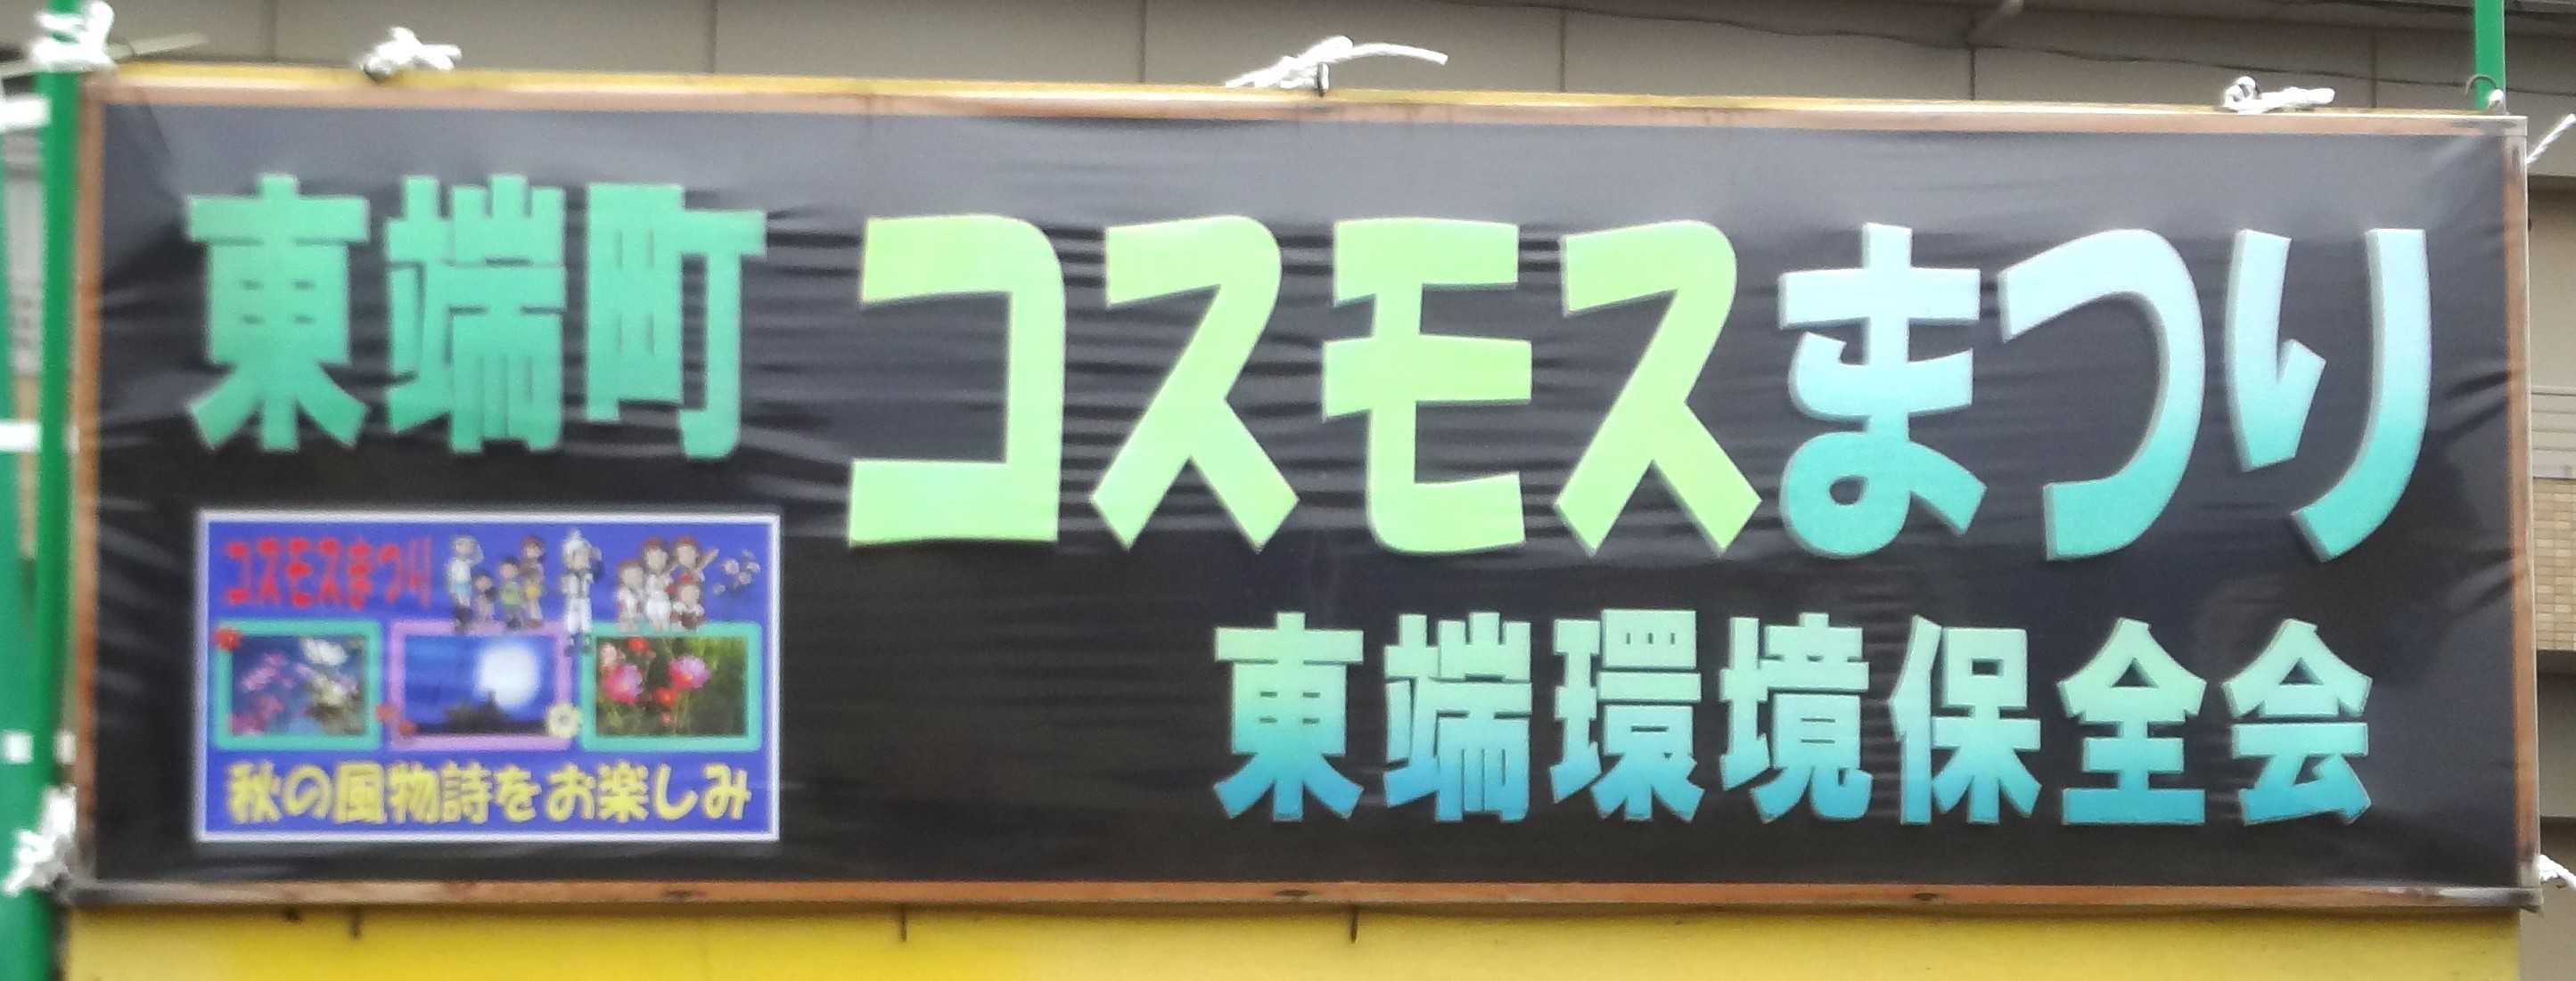 東端町 コスモスまつり
コスモスまつり
秋の風物詩をお楽しみ
東端環境保全会